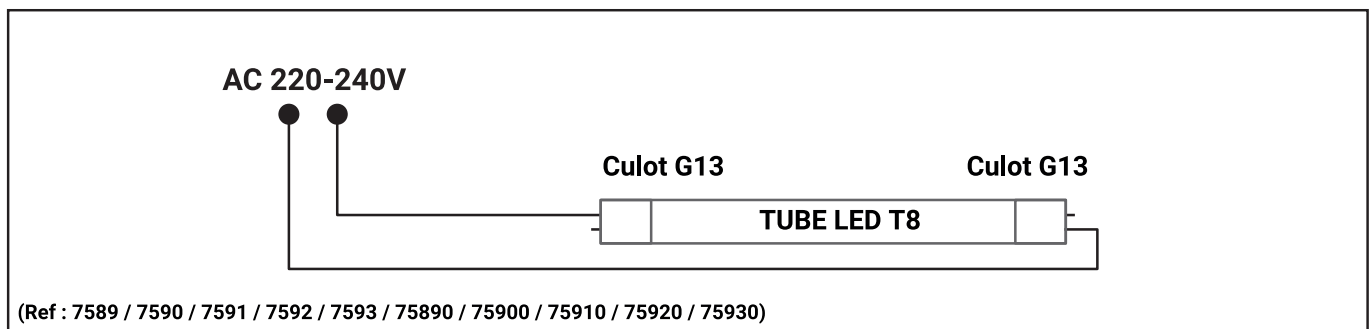 AC 220-240V
Culot G13 Culot G13
TUBE LED T8
(Ref : 7589 / 7590 / 7591 / 7592 / 7593 / 75890 / 75900 / 75910 / 75920 / 75930)